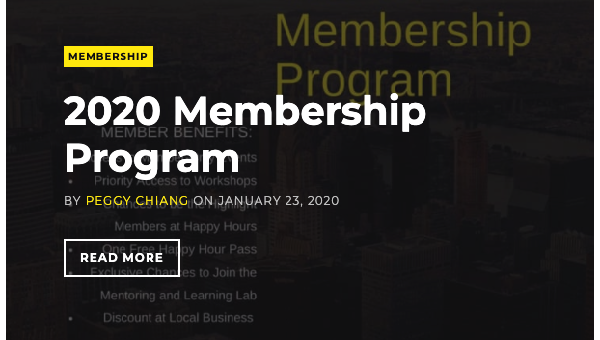 Membership
Program
MEMBERSHIP
2020 Membership
Program
MEMBER BENEFITS:
Priority Access to Workshops
BY PEGGY CHIANG ON JANUARY 23, 2020
Members at Happy Hours
One Free Happy Hour Pass
READ MORE
Exclusive Chances to Join the
Mentoring and Learning Lab
Discount at Local Business